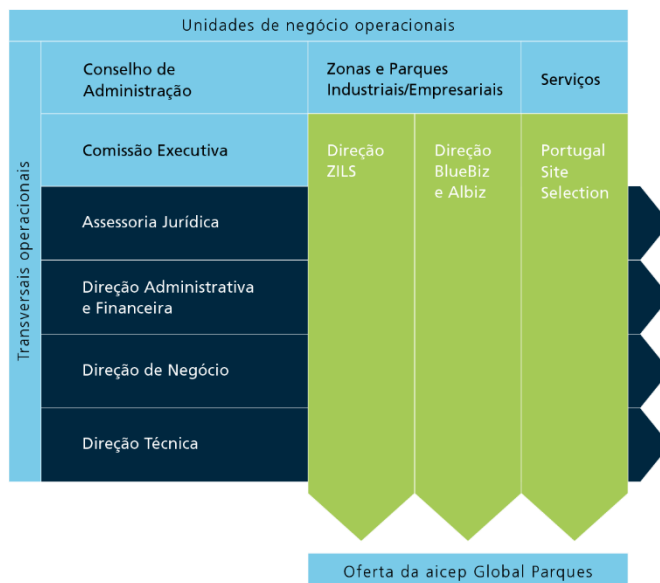 Unidades de negócio operacionais
Transversais operacionais
Conselho de
Administração
Zonas e Parques
Industriais/Empresariais
Serviços
Comissão Executiva
Direção
ZILS
Direção
BlueBiz
e Albiz
Portugal
Site
Selection
Assessoria Jurídica
Direção Administrativa
e Financeira
Direção de Negócio
Direção Técnica
Oferta da aicep Global Parques